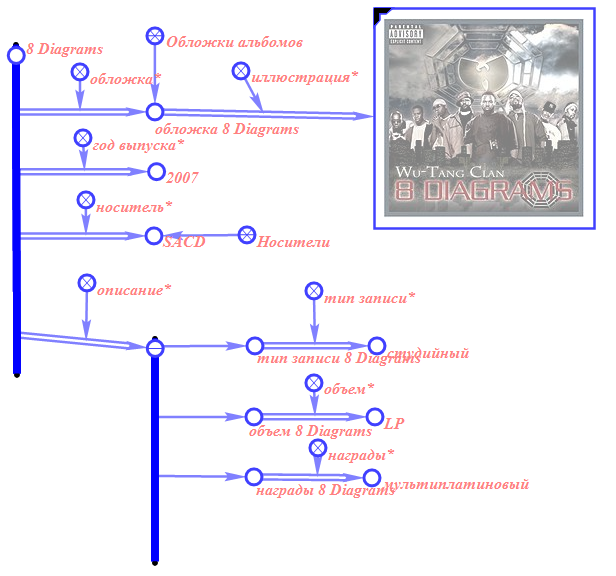 8 Diagrams
Обложки альбомов
обложка*
иллюстрация*
обложка 8 Diagrams
PARENTAL
ADVISORY
EXPLICIT CONTENT
WU-TANG CLAN
8 DIAGRAMS
год выпуска*
2007
носитель*
SACD
Носители
описание*
тип записи*
тип записи 8 Diagrams
студийный
объем*
объем 8 Diagrams
LP
награды*
награды 8 Diagrams
мультиплатиновый